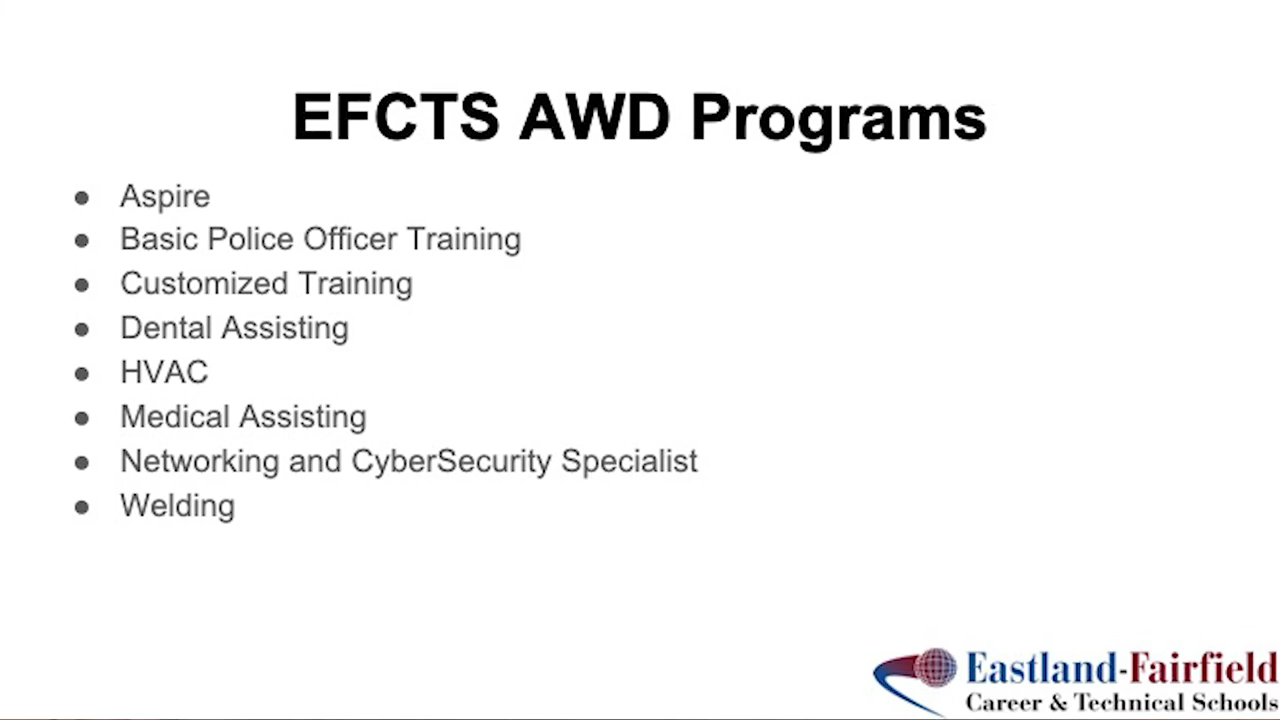 EFCTS AWD Programs
● Aspire
● Basic Police Officer Training
● Customized Training
● Dental Assisting
● HVAC
● Medical Assisting
● Networking and CyberSecurity Specialist
● Welding
Eastland-Fairfield
Career & Technical Schools